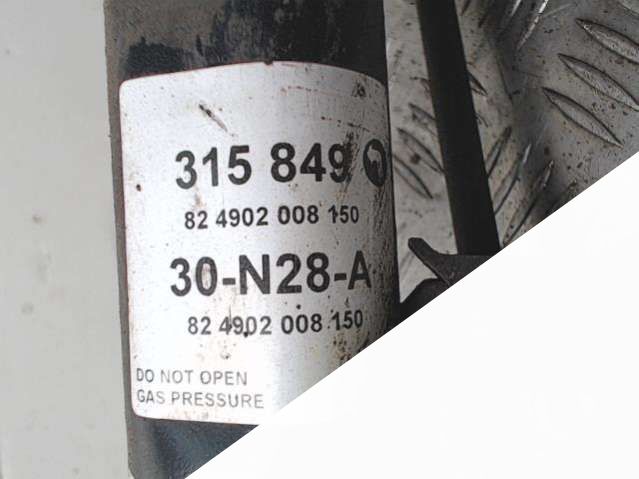 315 849
82 4902 008 150
30-N28-A
82 4902 008 150
DO NOT OPEN
GAS PRESSURE